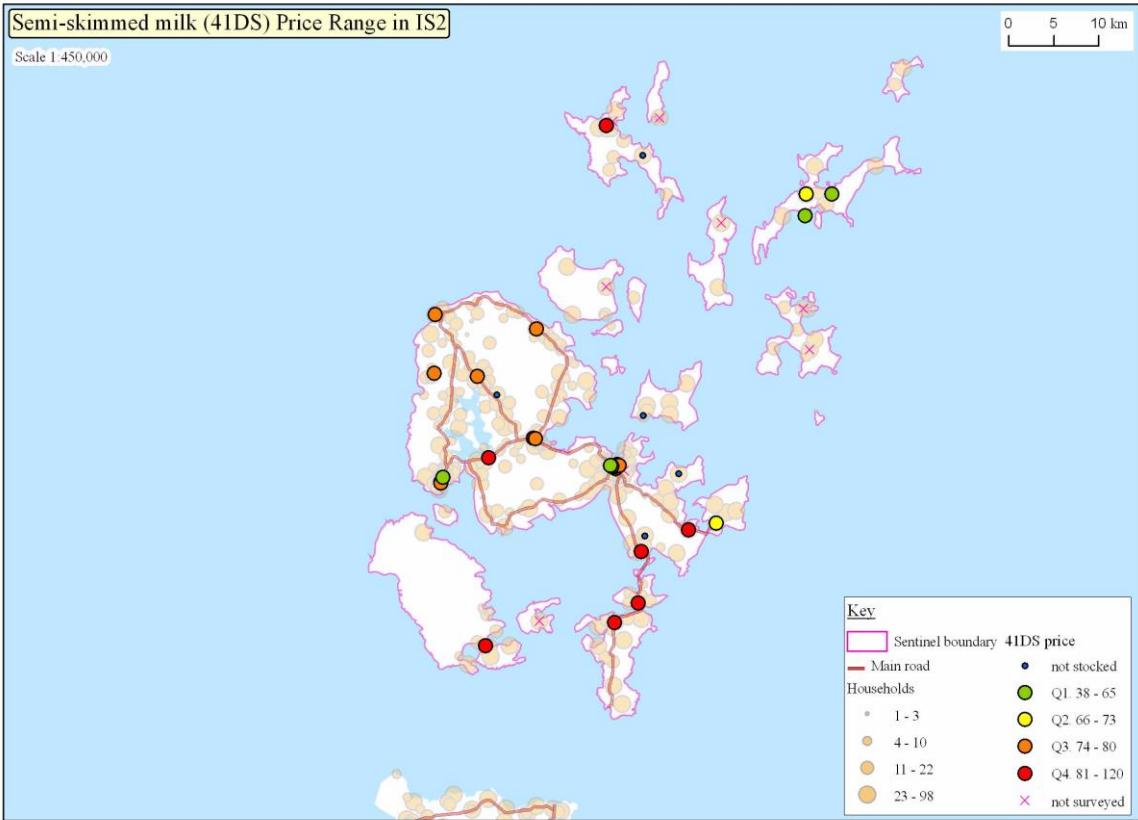 Semi-skimmed milk (41DS) Price Range in IS2
Scale 1:450,000
0 5 10 km
Key
Sentinel boundary
Main road
Households
1 - 3
4 - 10
11 - 22
23 - 98
41DS price
not stocked
Q1. 38 - 65
Q2. 66 - 73
Q3. 74 - 80
Q4. 81 - 120
not surveyed